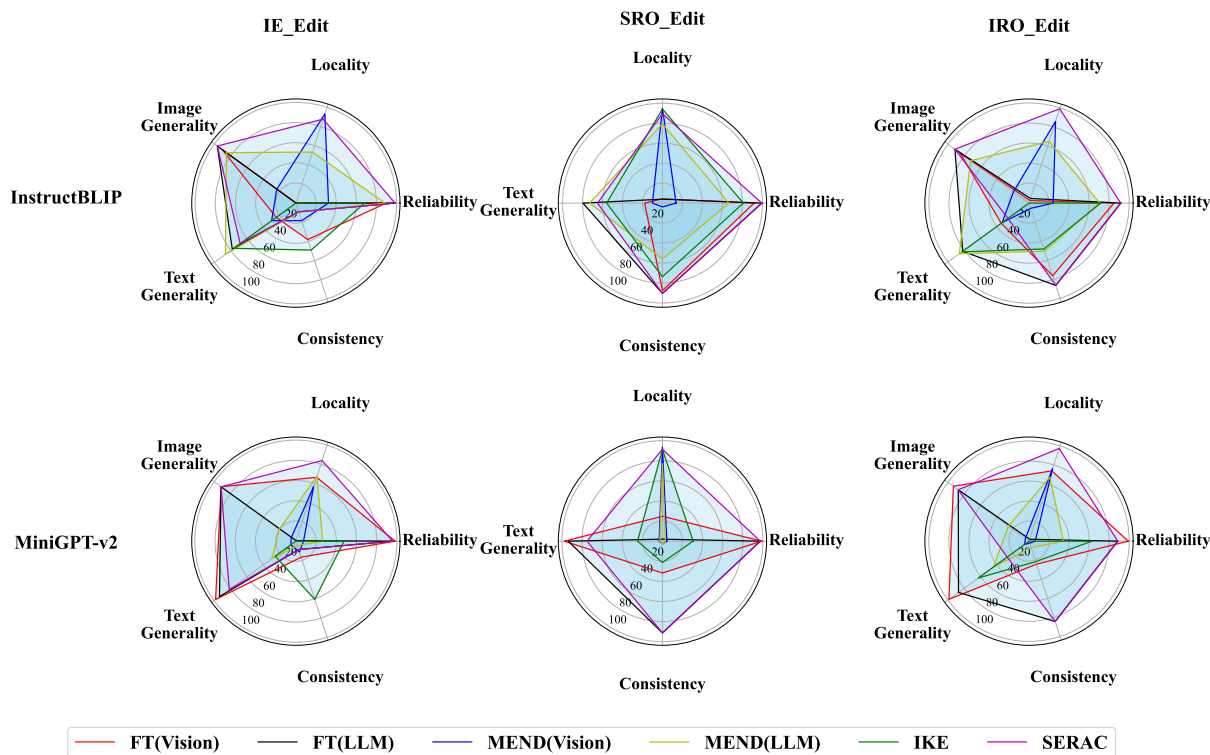 IE_Edit
SRO_Edit
IRO_Edit
Locality
Locality
Locality
Image
Generality
Image
Generality
InstructBLIP
Reliability
Text
Generality
Reliability
Reliability
20
40
60
80
100
20
40
60
80
100
20
40
60
80
100
Text
Generality
Text
Generality
Consistency
Consistency
Consistency
Locality
Locality
Locality
Image
Generality
Image
Generality
MiniGPT-v2
Reliability
Text
Generality
Reliability
Reliability
20
40
60
80
100
20
40
60
80
100
20
40
60
80
100
Text
Generality
Text
Generality
Consistency
Consistency
Consistency
FT(Vision) FT(LLM) MEND(Vision) MEND(LLM) IKE SERAC